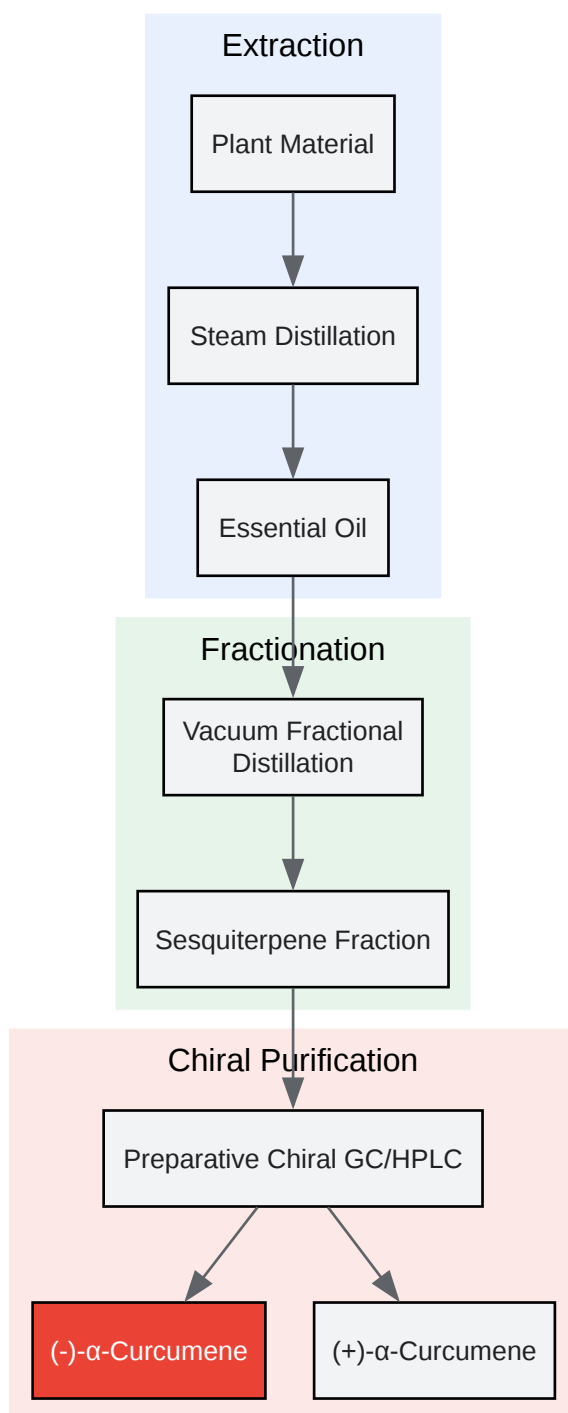 Extraction
Plant Material
Steam Distillation
Essential Oil
Fractionation
Vacuum Fractional
Distillation
Sesquiterpene Fraction
Chiral Purification
Preparative Chiral GC/HPLC
(-)-α-Curcumene
(+)-α-Curcumene